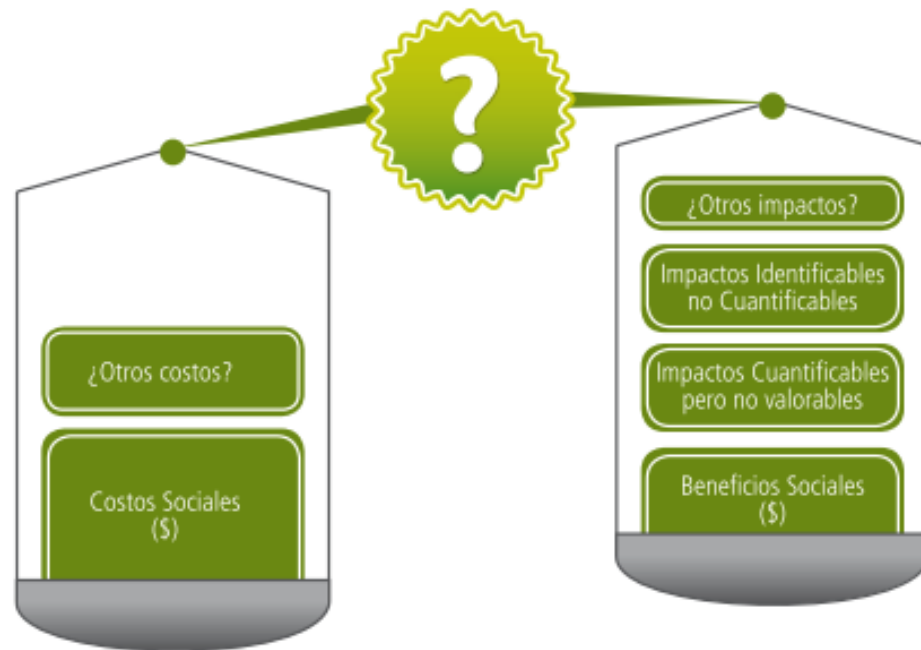 ?
¿Otros costos?
Costos Sociales
($)
¿Otros impactos?
Impactos Identificables
no Cuantificables
Impactos Cuantificables
pero no valorables
Beneficios Sociales
($)